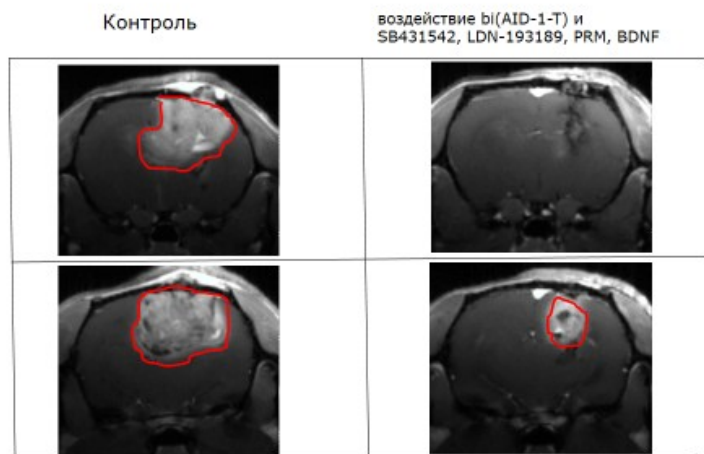 Контроль
воздействие bi(AID-1-T) и
SB431542, LDN-193189, PRM, BDNF